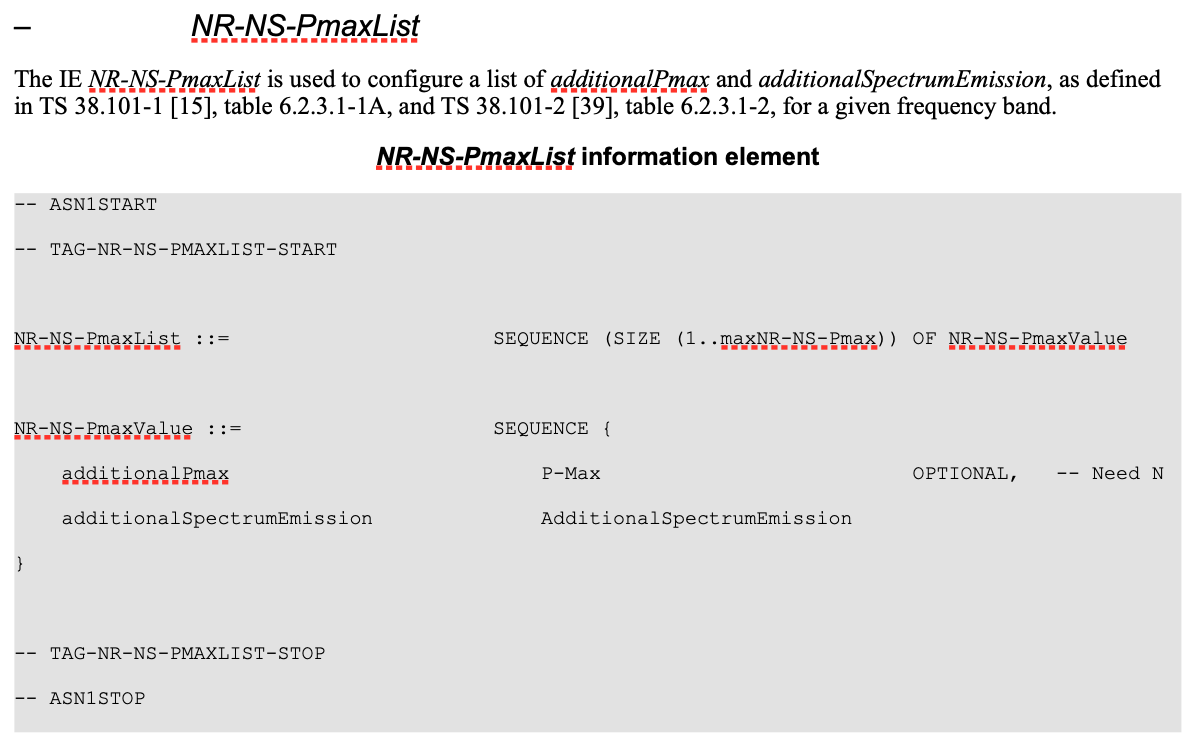 – NR-NS-PmaxList
The IE NR-NS-PmaxList is used to configure a list of additionalPmax and additionalSpectrumEmission, as defined
in TS 38.101-1 [15], table 6.2.3.1-1A, and TS 38.101-2 [39], table 6.2.3.1-2, for a given frequency band.
NR-NS-PmaxList information element
-- ASN1START
-- TAG-NR-NS-PMAXLIST-START
NR-NS-PmaxList ::= SEQUENCE (SIZE (1..maxNR-NS-Pmax)) OF NR-NS-PmaxValue
NR-NS-PmaxValue ::= SEQUENCE {
additionalPmax P-Max OPTIONAL, -- Need N
additionalSpectrumEmission AdditionalSpectrumEmission
}
-- TAG-NR-NS-PMAXLIST-STOP
-- ASN1STOP